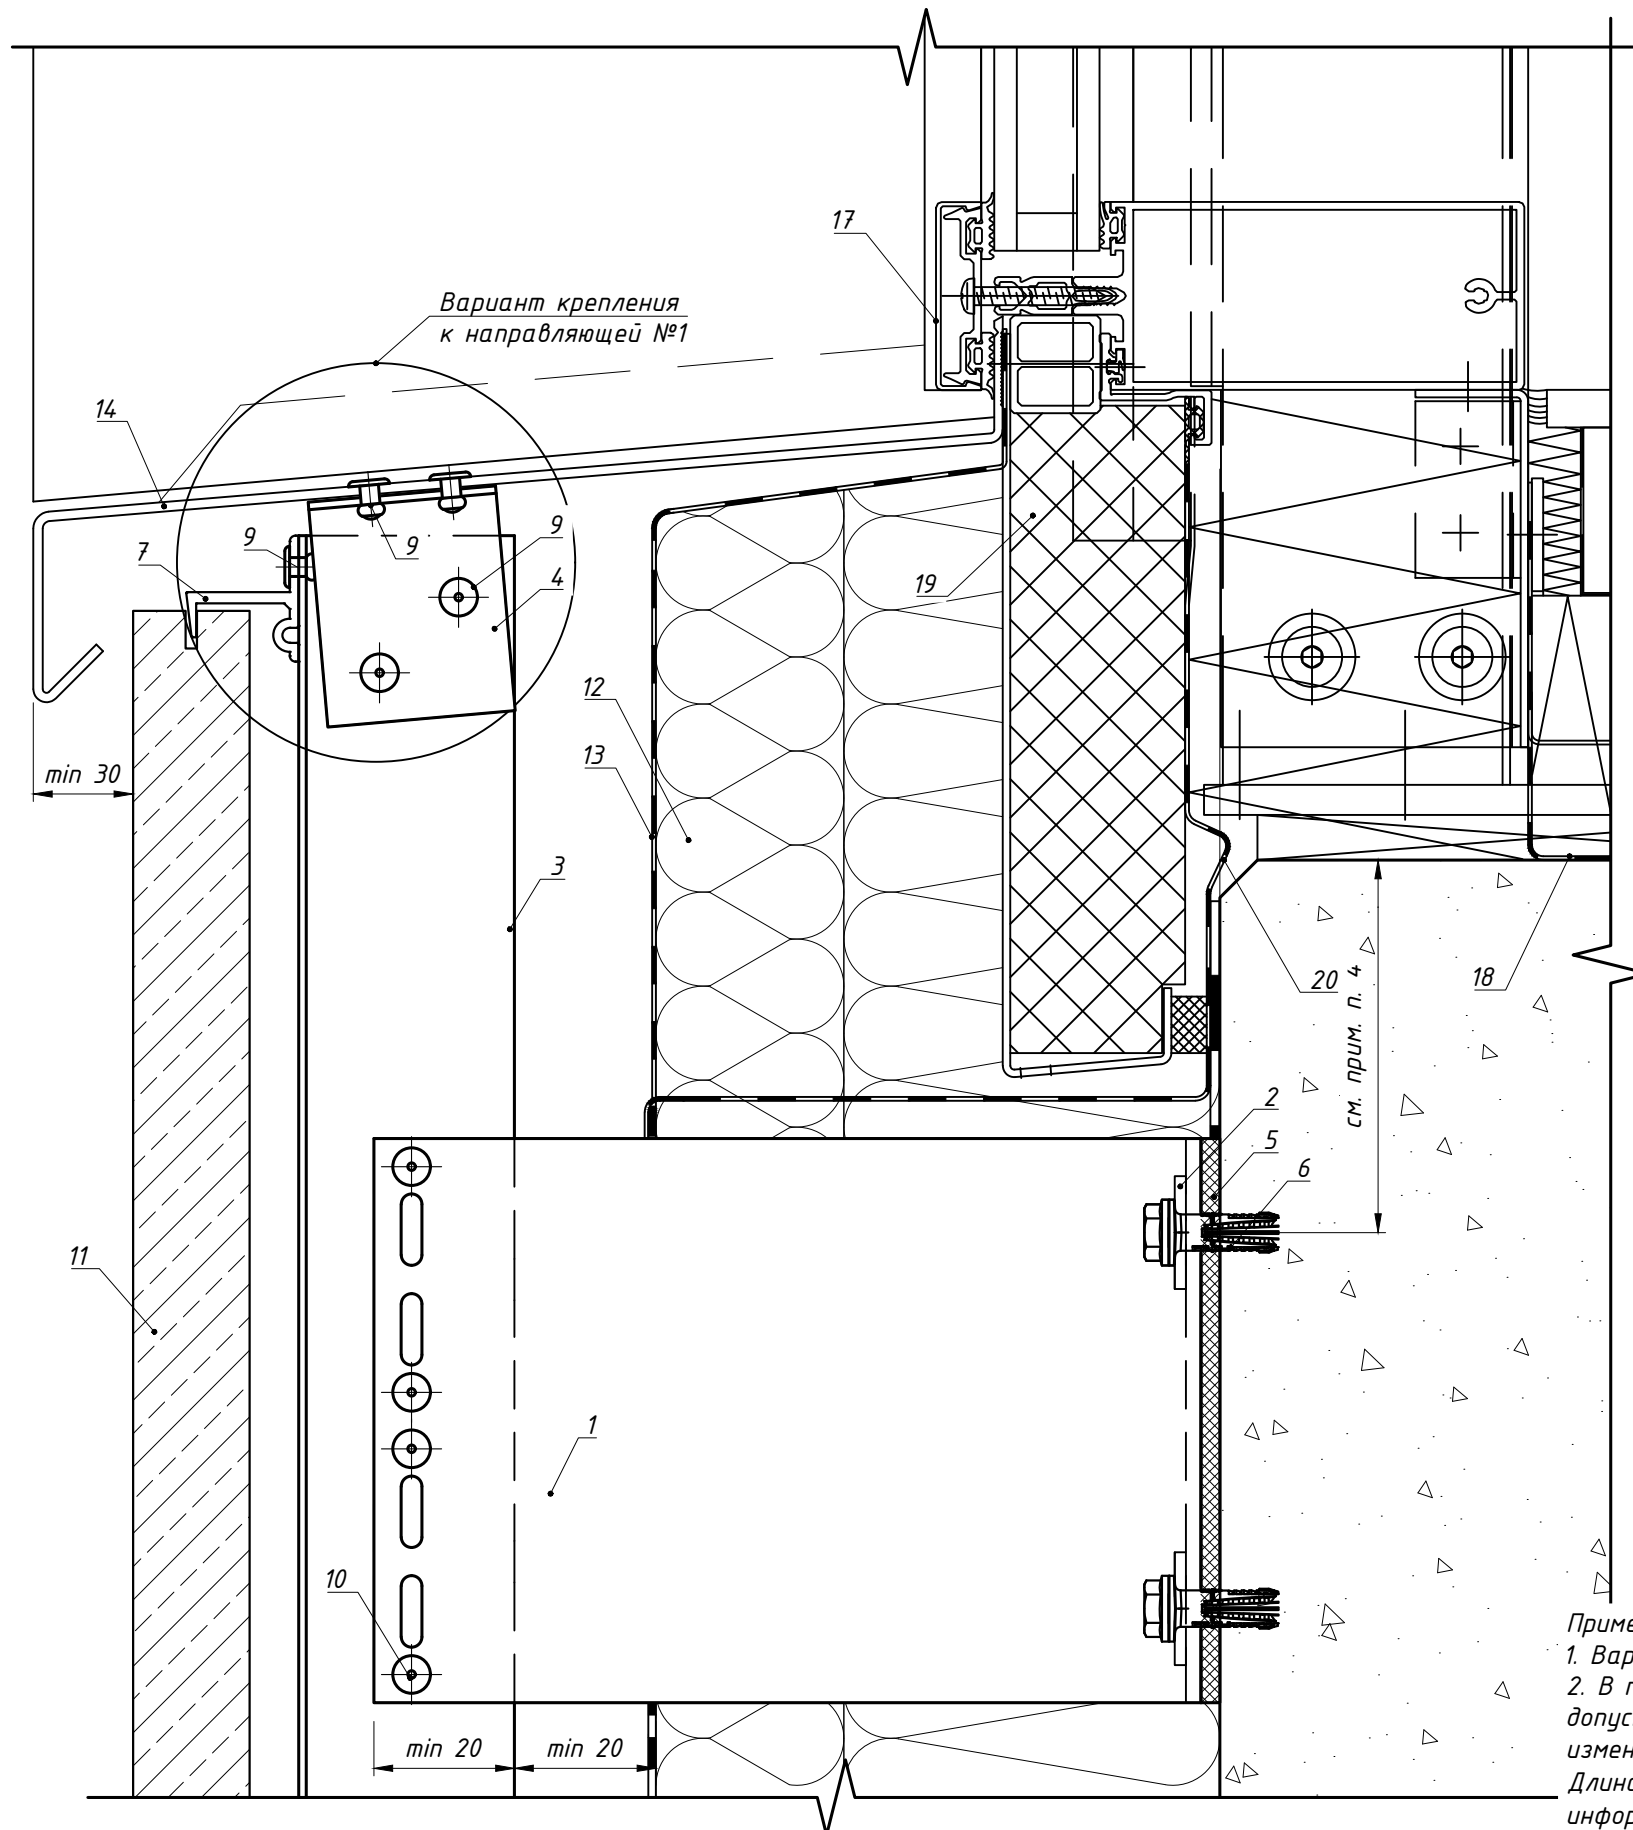 17
Вариант крепления
к направляющей №1
14
9
9
9
7
4
19
12
13
min 30
3
20
18
см. прим. п. 4
2
5
6
11
1
10
min 20
min 20
1. Вар
2. В п
допус
измен
Длина
инфор